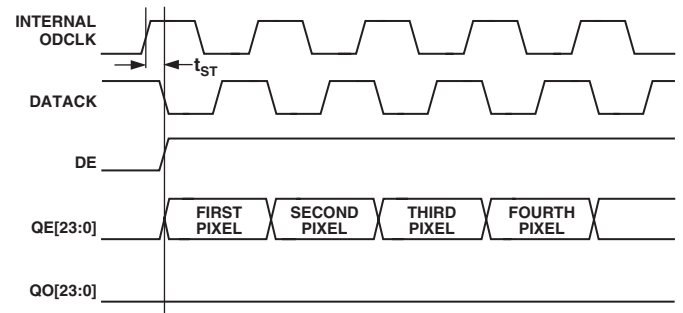 INTERNAL
ODCLK
tST
DATACK
DE
QE[23:0]
FIRST
PIXEL
SECOND
PIXEL
THIRD
PIXEL
FOURTH
PIXEL
QO[23:0]